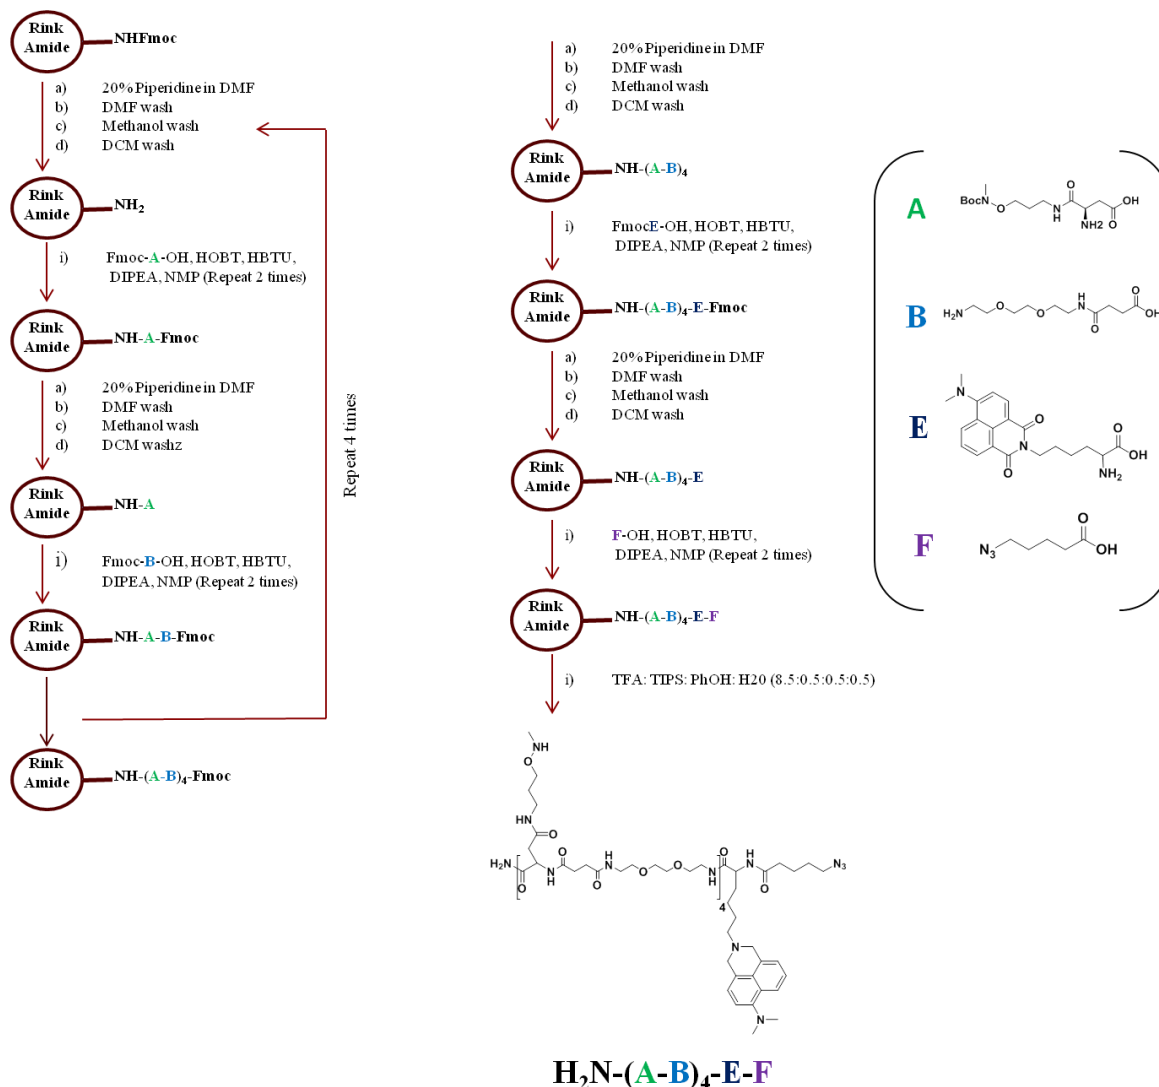 Rink
Amide
NHFmoc
a) 20% Piperidine in DMF
b) DMF wash
c) Methanol wash
d) DCM wash
Rink
Amide
NH2
i) Fmoc-A-OH, HOBT, HBTU,
DIPEA, NMP (Repeat 2 times)
Rink
Amide
NH-A-Fmoc
a) 20% Piperidine in DMF
b) DMF wash
c) Methanol wash
d) DCM washz
Rink
Amide
NH-A
i) Fmoc-B-OH, HOBT, HBTU,
DIPEA, NMP (Repeat 2 times)
Rink
Amide
NH-A-B-Fmoc
Repeat 4 times
Rink
Amide
NH-(A-B)4-Fmoc
a) 20% Piperidine in DMF
b) DMF wash
c) Methanol wash
d) DCM wash
Rink
Amide
NH-(A-B)4
i) FmocE-OH, HOBT, HBTU,
DIPEA, NMP (Repeat 2 times)
Rink
Amide
NH-(A-B)4-E-Fmoc
a) 20% Piperidine in DMF
b) DMF wash
c) Methanol wash
d) DCM wash
Rink
Amide
NH-(A-B)4-E
i) F-OH, HOBT, HBTU,
DIPEA, NMP (Repeat 2 times)
Rink
Amide
NH-(A-B)4-E-F
i) TFA: TIPS: PhOH: H20 (8.5:0.5:0.5:0.5)
A
BocN
O
N
H
O
NH2
OH
O
B
H2N
O
O
H
N
O
O
OH
E
N
O
N
O
O
OH
NH2
F
N3
O
OH
NH
O
HN
O
H2N
O
N
H
O
O
H
N
O
O
H
N
4
O
H
N
O
N3
N
N
H2N-(A-B)4-E-F